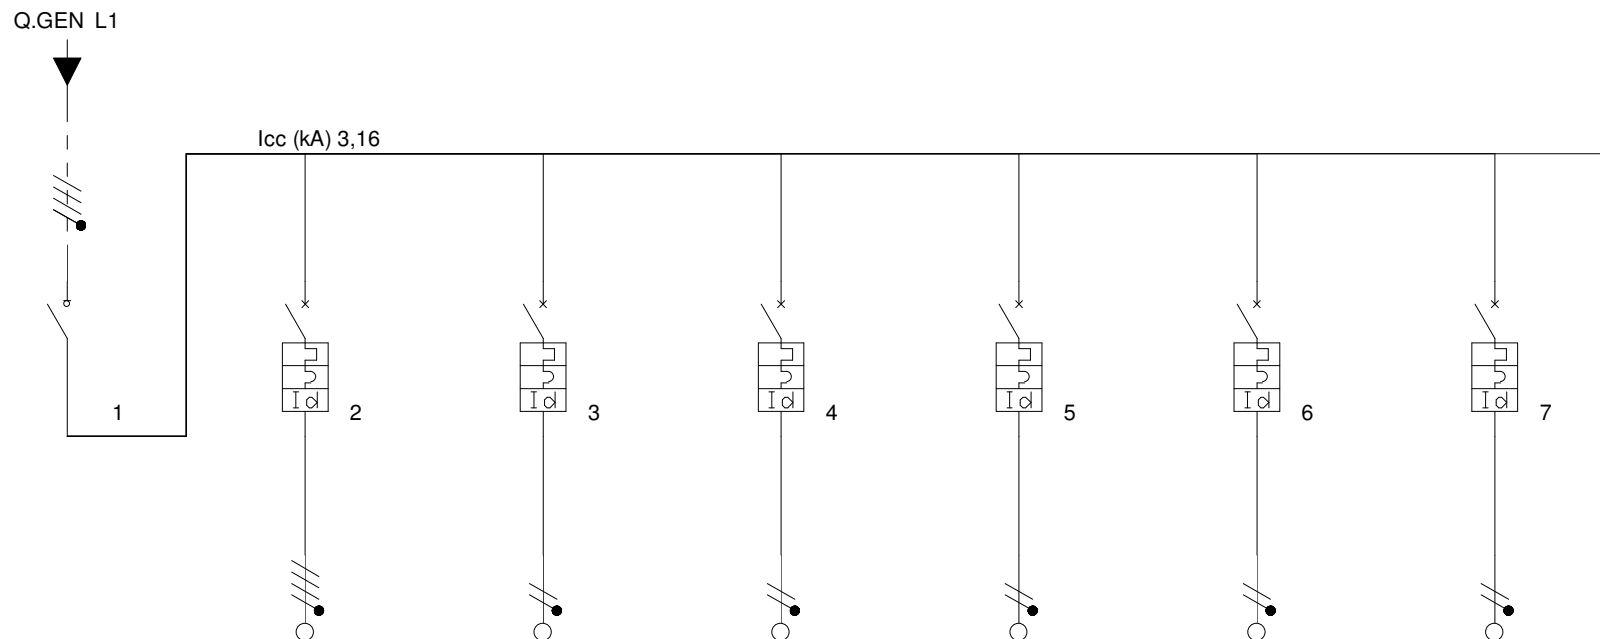 Q.GEN L1
Icc (kA) 3,16
Id Id Id Id Id Id
1 2 3 4 5 6 7